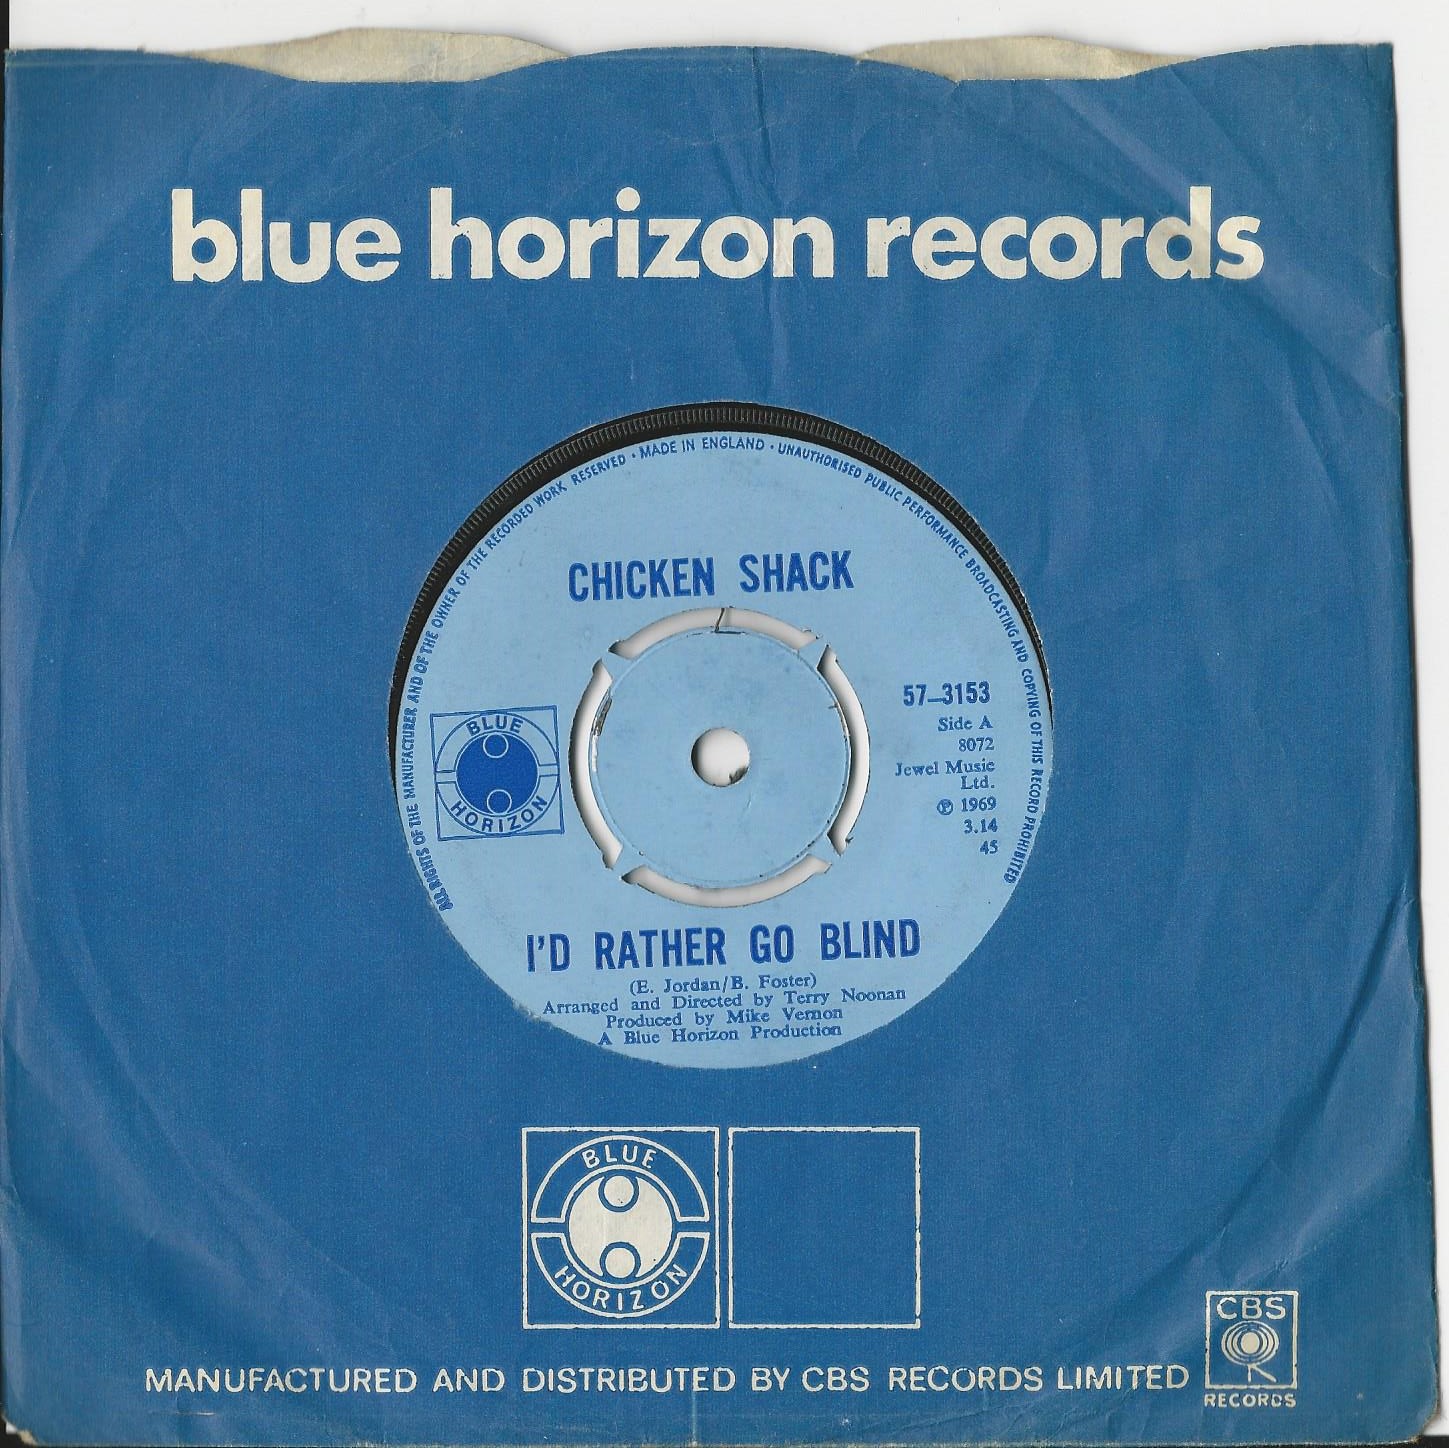 blue horizon records
ALL RIGHTS OF THE MANUFACTURER AND OF THE OWNER OF THE RECORDED WORK RESERVED · MADE IN ENGLAND · UNAUTHORISED PUBLIC PERFORMANCE BROADCASTING AND COPYING OF THIS RECORD PROHIBITED
CHICKEN SHACK
57-3153
Side A
8072
Jewel Music
Ltd.
℗ 1969
3.14
45
BLUE
HORIZON
I'D RATHER GO BLIND
(E. Jordan/B. Foster)
Arranged and Directed by Terry Noonan
Produced by Mike Vernon
A Blue Horizon Production
BLUE
HORIZON
CBS
RECORDS
MANUFACTURED AND DISTRIBUTED BY CBS RECORDS LIMITED